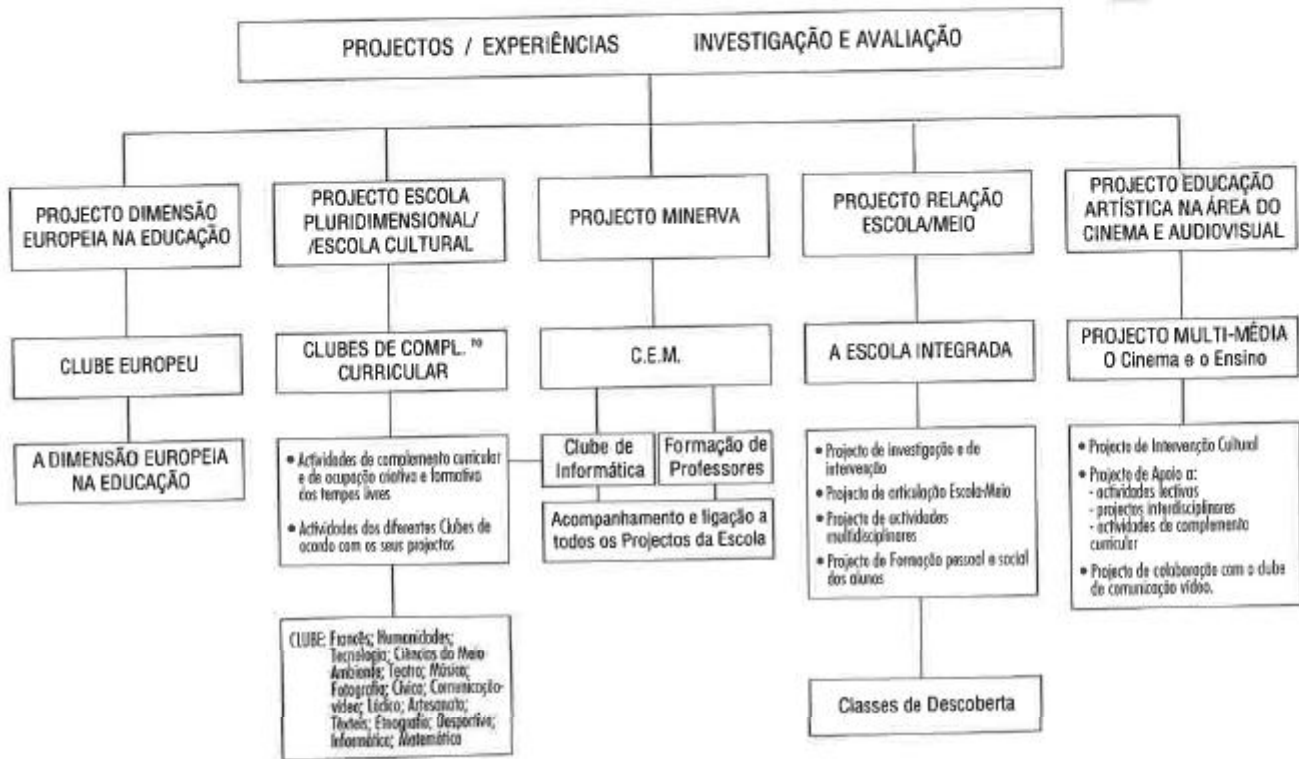 PROJECTOS / EXPERIÊNCIAS INVESTIGAÇÃO E AVALIAÇÃO
PROJECTO DIMENSÃO
EUROPEIA NA EDUCAÇÃO
CLUBE EUROPEU
A DIMENSÃO EUROPEIA
NA EDUCAÇÃO
PROJECTO ESCOLA
PLURIDIMENSIONAL/
/ESCOLA CULTURAL
CLUBES DE COMPL. TO
CURRICULAR
• Actividades de complemento curricular
e de ocupação criativa e formativa
dos tempos livres
• Actividades dos diferentes Clubes de
acordo com os seus projectos
CLUBE: Francês; Humanidades;
Tecnologia; Ciências do Meio
Ambiente; Teatro; Música;
Fotografia; Cívica; Comunicação-
vídeo; Lúdico; Artesanato;
Têxteis; Etnografia; Desportivo;
Informática; Matemática
PROJECTO MINERVA
C.E.M.
Clube de
Informática
Formação de
Professores
Acompanhamento e ligação a
todos os Projectos da Escola
PROJECTO RELAÇÃO
ESCOLA/MEIO
A ESCOLA INTEGRADA
• Projecto de investigação e de
intervenção
• Projecto de articulação Escola-Meio
• Projecto de actividades
multidisciplinares
• Projecto de Formação pessoal e social
dos alunos
Classes de Descoberta
PROJECTO EDUCAÇÃO
ARTÍSTICA NA ÁREA DO
CINEMA E AUDIOVISUAL
PROJECTO MULTI-MÉDIA
O Cinema e o Ensino
• Projecto de Intervenção Cultural
• Projecto de Apoio a:
- actividades lectivas
- projectos interdisciplinares
- actividades de complemento
curricular
• Projecto de colaboração com o clube
de comunicação vídeo.